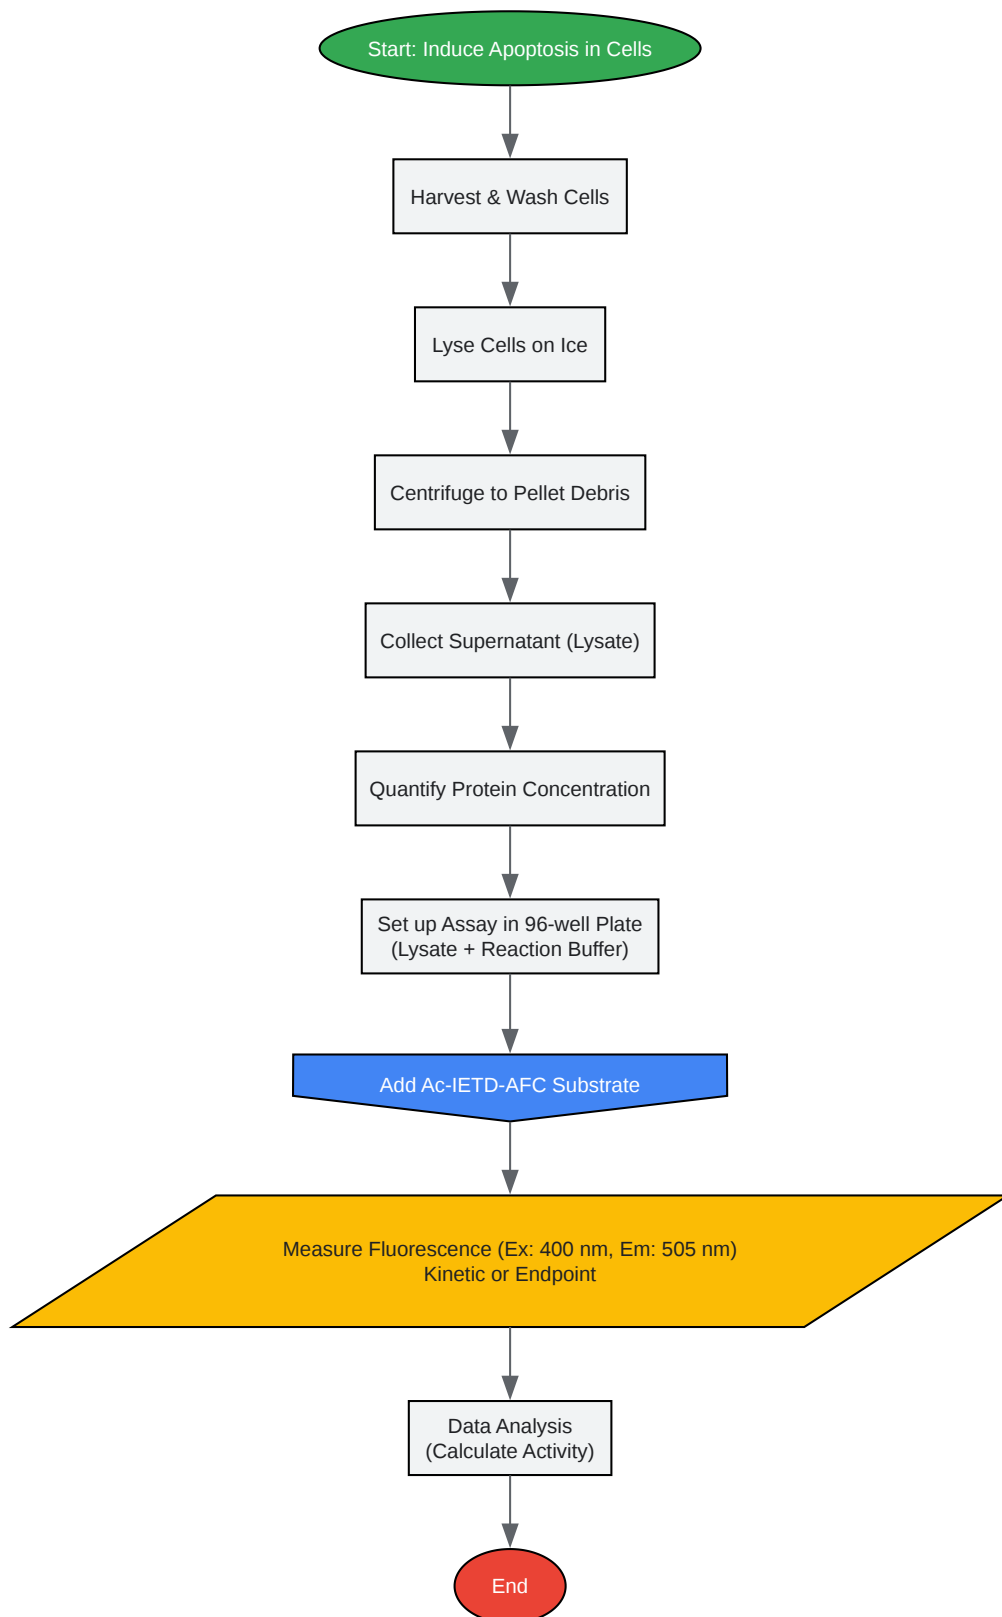 Start: Induce Apoptosis in Cells
Harvest & Wash Cells
Lyse Cells on Ice
Centrifuge to Pellet Debris
Collect Supernatant (Lysate)
Quantify Protein Concentration
Set up Assay in 96-well Plate
(Lysate + Reaction Buffer)
Add Ac-IETD-AFC Substrate
Measure Fluorescence (Ex: 400 nm, Em: 505 nm)
Kinetic or Endpoint
Data Analysis
(Calculate Activity)
End